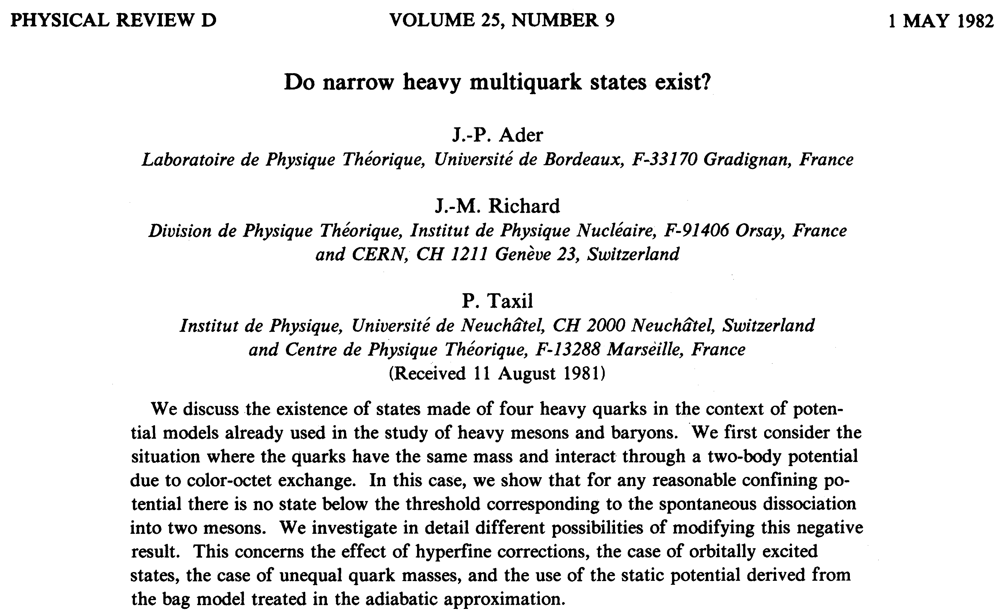 PHYSICAL REVIEW D VOLUME 25, NUMBER 9 1 MAY 1982
Do narrow heavy multiquark states exist?
J.-P. Ader
Laboratoire de Physique Théorique, Université de Bordeaux, F-33170 Gradignan, France
J.-M. Richard
Division de Physique Théorique, Institut de Physique Nucléaire, F-91406 Orsay, France
and CERN, CH 1211 Genève 23, Switzerland
P. Taxil
Institut de Physique, Université de Neuchâtel, CH 2000 Neuchâtel, Switzerland
and Centre de Physique Théorique, F-13288 Marseille, France
(Received 11 August 1981)
We discuss the existence of states made of four heavy quarks in the context of poten-
tial models already used in the study of heavy mesons and baryons. We first consider the
situation where the quarks have the same mass and interact through a two-body potential
due to color-octet exchange. In this case, we show that for any reasonable confining po-
tential there is no state below the threshold corresponding to the spontaneous dissociation
into two mesons. We investigate in detail different possibilities of modifying this negative
result. This concerns the effect of hyperfine corrections, the case of orbitally excited
states, the case of unequal quark masses, and the use of the static potential derived from
the bag model treated in the adiabatic approximation.